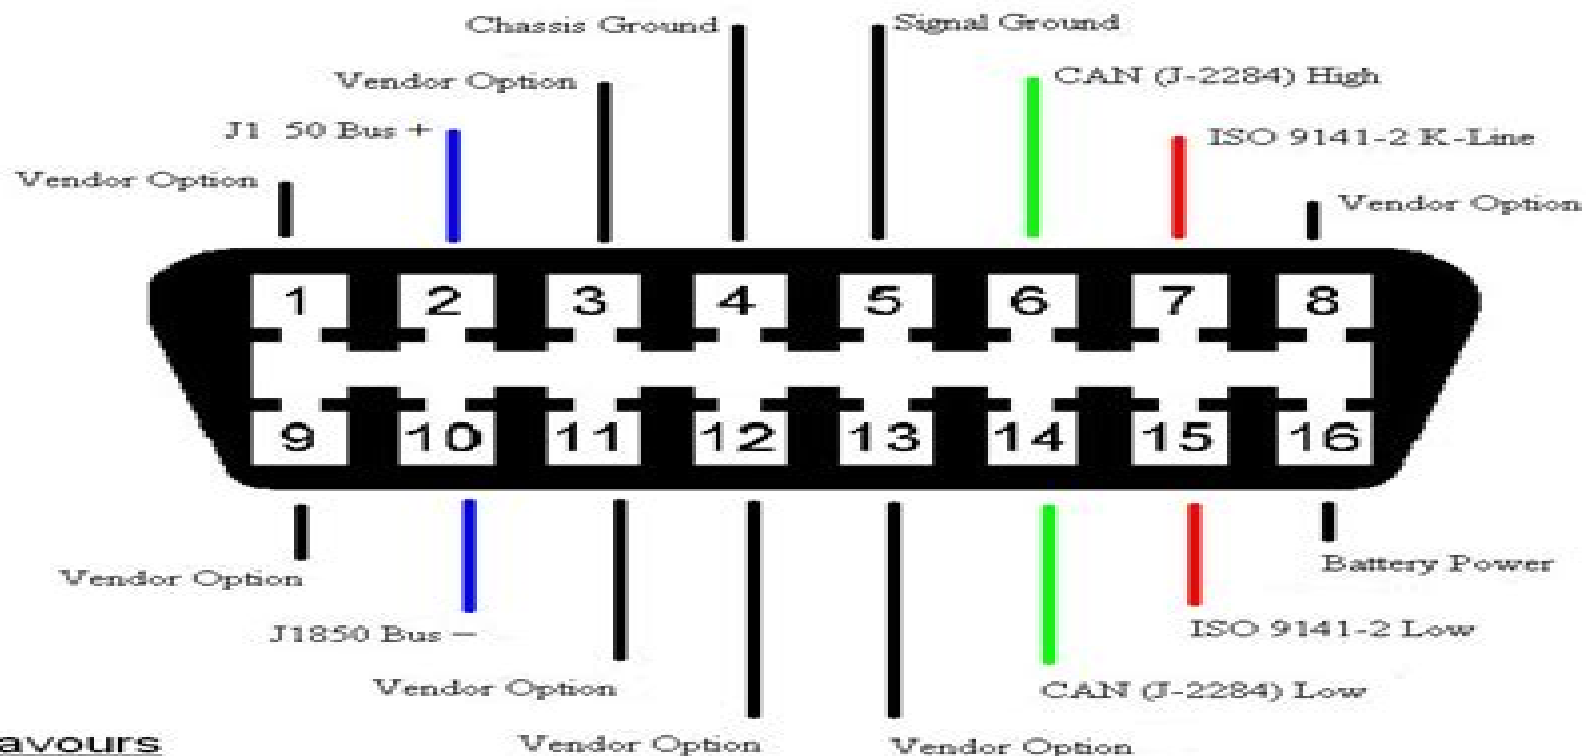 Chassis Ground
Signal Ground
Vendor Option
CAN (J-2284) High
J1 50 Bus +
ISO 9141-2 K-Line
Vendor Option
Vendor Option
1 2 3 4 5 6 7 8
9 10 11 12 13 14 15 16
Vendor Option
Battery Power
J1850 Bus –
ISO 9141-2 Low
Vendor Option
CAN (J-2284) Low
Vendor Option
Vendor Option
avours